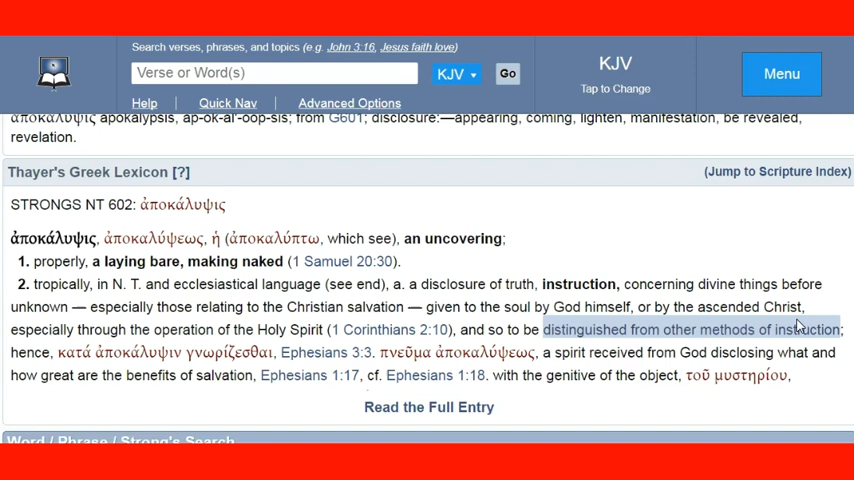 Search verses, phrases, and topics (e.g. John 3:16, Jesus faith love)
KJV
Menu
Verse or Word(s)
KJV
Go
Tap to Change
Help | Quick Nav | Advanced Options
ἀποκάλυψις apokálypsis, ap-ok-al'-oop-sis; from G601; disclosure:—appearing, coming, lighten, manifestation, be revealed,
revelation.
Thayer's Greek Lexicon [?]
(Jump to Scripture Index)
STRONGS NT 602: ἀποκάλυψις
ἀποκάλυψις, ἀποκαλύψεως, ἡ (ἀποκαλύπτω, which see), an uncovering;
1. properly, a laying bare, making naked (1 Samuel 20:30).
2. tropically, in N. T. and ecclesiastical language (see end), a. a disclosure of truth, instruction, concerning divine things before
unknown — especially those relating to the Christian salvation — given to the soul by God himself, or by the ascended Christ,
especially through the operation of the Holy Spirit (1 Corinthians 2:10), and so to be distinguished from other methods of instruction;
hence, κατά ἀποκάλυψιν γνωρίζεσθαι, Ephesians 3:3. πνεῦμα ἀποκαλύψεως, a spirit received from God disclosing what and
how great are the benefits of salvation, Ephesians 1:17, cf. Ephesians 1:18. with the genitive of the object, τοῦ μυστηρίου,
Read the Full Entry
Word / Phrase / Strong's Search